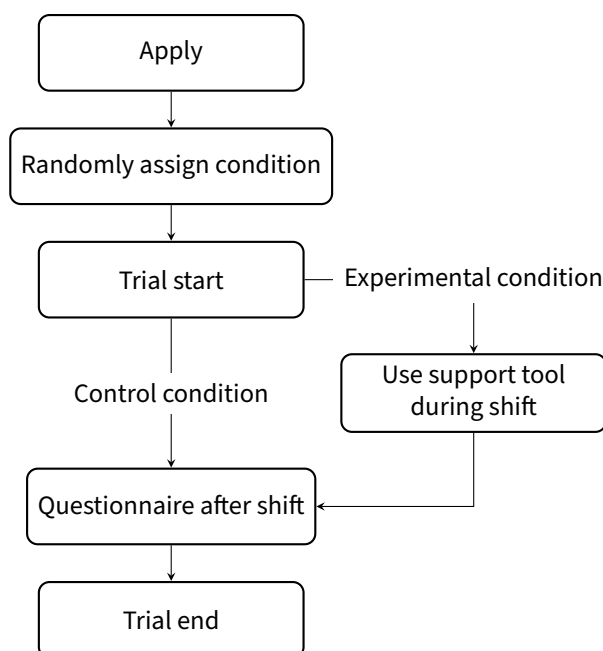 Apply
Randomly assign condition
Trial start
Experimental condition
Use support tool
during shift
Control condition
Questionnaire after shift
Trial end